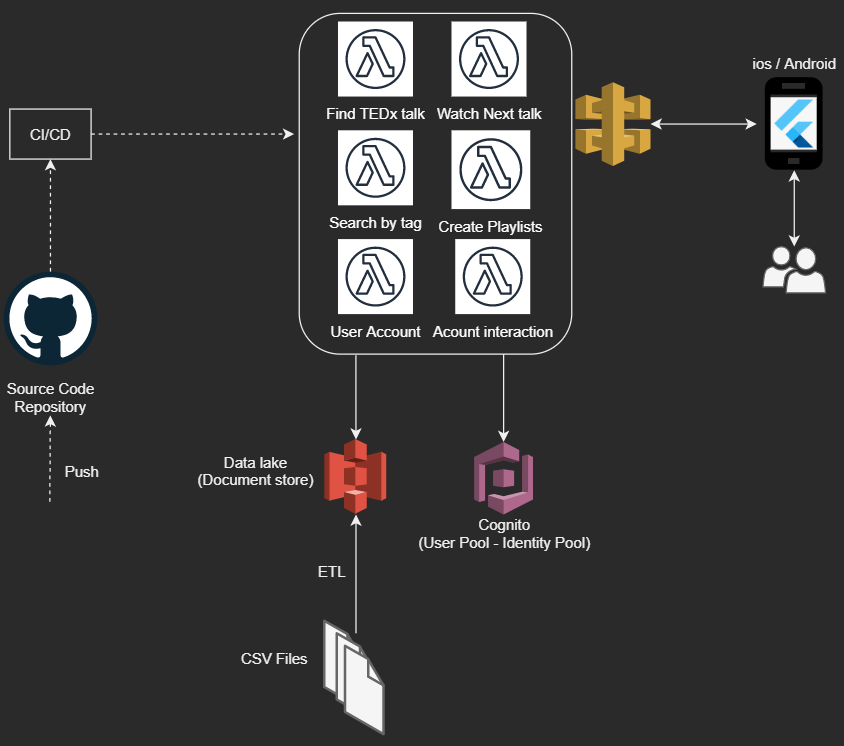 ios / Android
Find TEDx talk
Watch Next talk
CI/CD
Search by tag
Create Playlists
User Account
Acount interaction
Source Code
Repository
Push
Data lake
(Document store)
Cognito
(User Pool - Identity Pool)
ETL
CSV Files